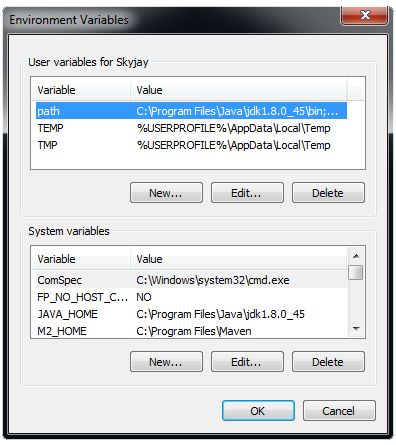 Environment Variables
User variables for Skyjay
Variable Value
path C:\Program Files\Java\jdk1.8.0_45\bin;...
TEMP %USERPROFILE%\AppData\Local\Temp
TMP %USERPROFILE%\AppData\Local\Temp
New... Edit... Delete
System variables
Variable Value
ComSpec C:\Windows\system32\cmd.exe
FP_NO_HOST_C... NO
JAVA_HOME C:\Program Files\Java\jdk1.8.0_45
M2_HOME C:\Program Files\Maven
New... Edit... Delete
OK Cancel